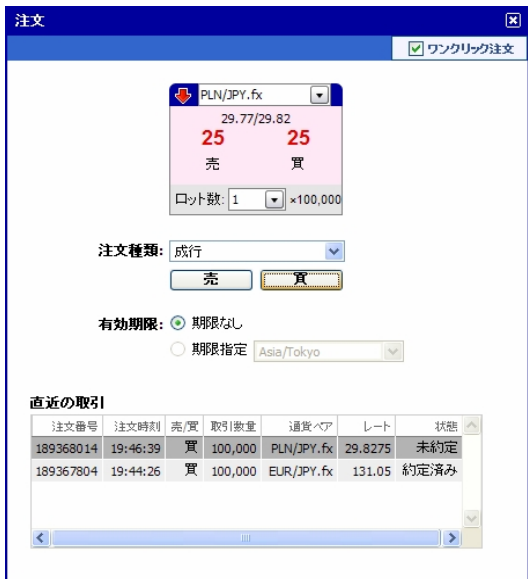 注文
ワンクリック注文
PLN/JPY.fx
29.77/29.82
25 25
売 買
ロット数: 1 ×100,000
注文種類: 成行
売 買
有効期限: 期限なし
期限指定 Asia/Tokyo
直近の取引
注文番号 注文時刻 売/買 取引数量 通貨ペア レート 状態
189368014 19:46:39 買 100,000 PLN/JPY.fx 29.8275 未約定
189367804 19:44:26 買 100,000 EUR/JPY.fx 131.05 約定済み